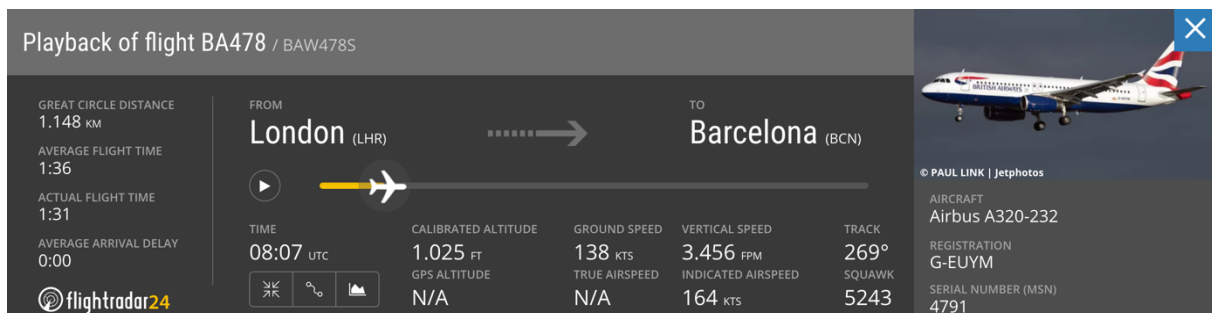 Playback of flight BA478 / BAW478S
GREAT CIRCLE DISTANCE
1.148 KM
AVERAGE FLIGHT TIME
1:36
ACTUAL FLIGHT TIME
1:31
AVERAGE ARRIVAL DELAY
0:00
flightradar24
FROM
London (LHR)
TO
Barcelona (BCN)
TIME
08:07 UTC
CALIBRATED ALTITUDE
1.025 FT
GPS ALTITUDE
N/A
GROUND SPEED
138 KTS
TRUE AIRSPEED
N/A
VERTICAL SPEED
3.456 FPM
INDICATED AIRSPEED
164 KTS
TRACK
269°
SQUAWK
5243
BRITISH AIRWAYS
© PAUL LINK | Jetphotos
AIRCRAFT
Airbus A320-232
REGISTRATION
G-EUYM
SERIAL NUMBER (MSN)
4791